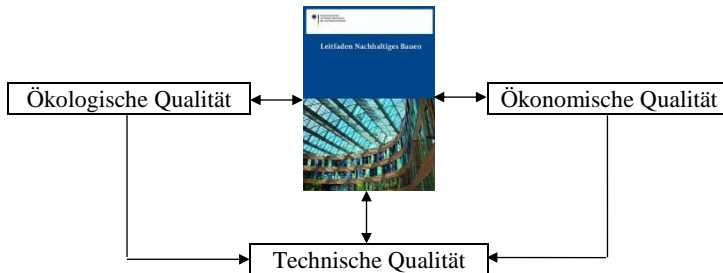 Leitfaden Nachhaltiges Bauen
Ökologische Qualität
Ökonomische Qualität
Technische Qualität